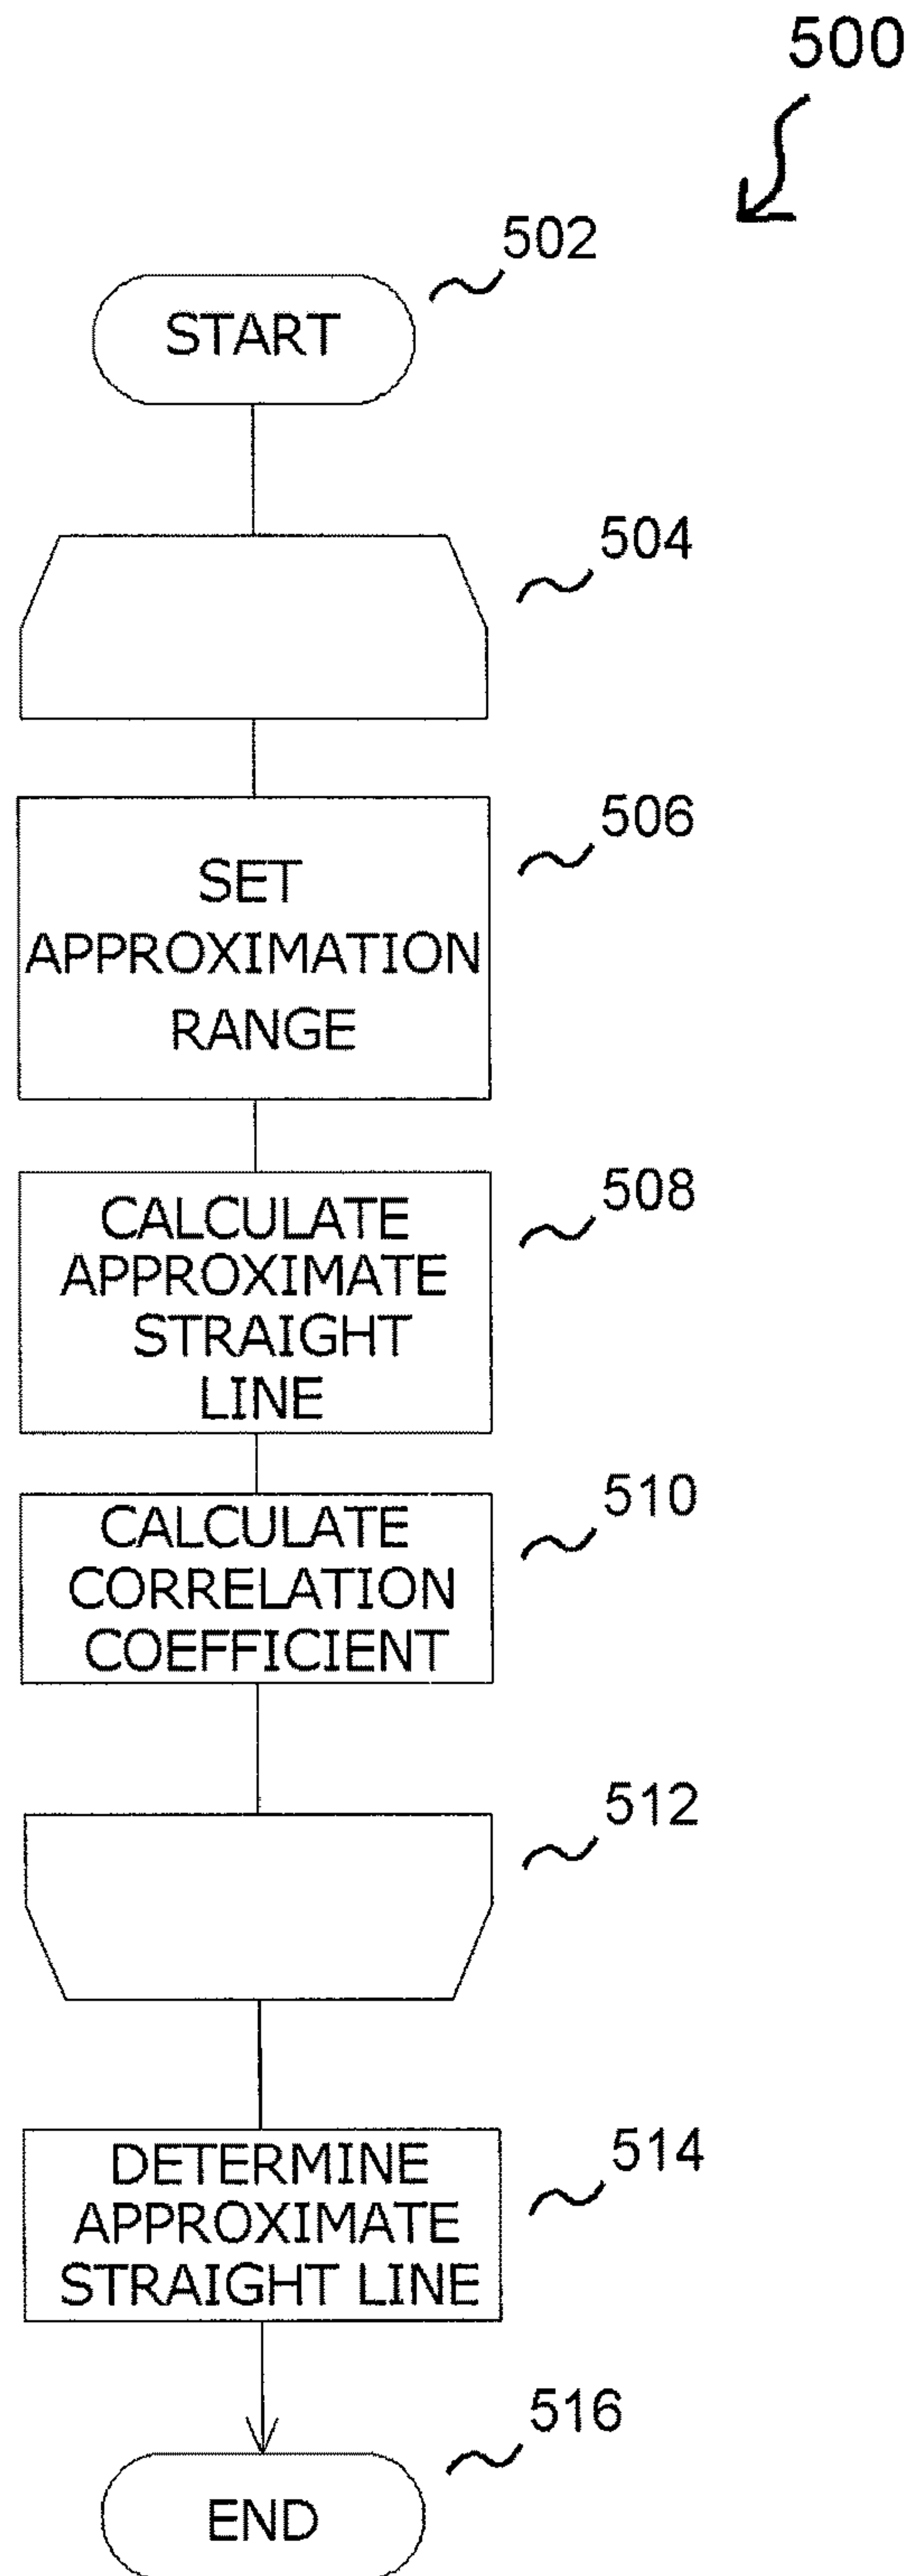 500
502
START
504
506
SET
APPROXIMATION
RANGE
508
CALCULATE
APPROXIMATE
STRAIGHT
LINE
510
CALCULATE
CORRELATION
COEFFICIENT
512
514
DETERMINE
APPROXIMATE
STRAIGHT LINE
516
END